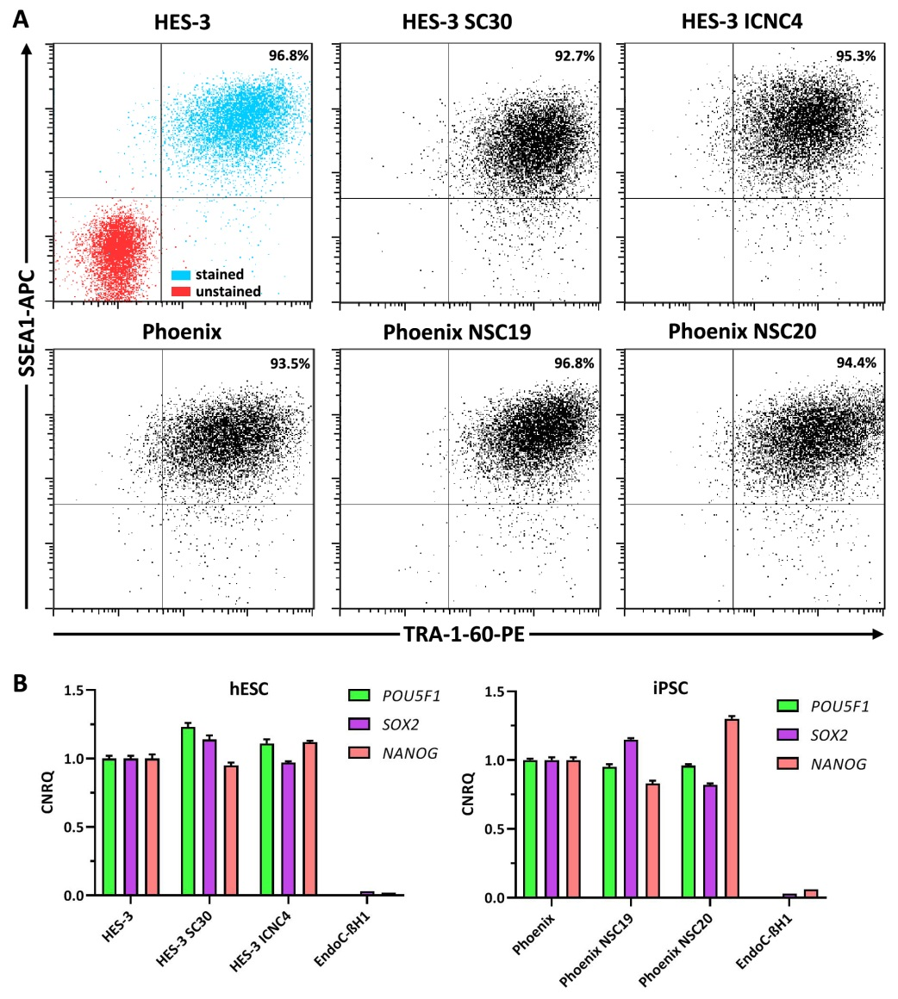 A
HES-3
HES-3 SC30
HES-3 ICNC4
96.8%
92.7%
95.3%
stained
unstained
Phoenix
Phoenix NSC19
Phoenix NSC20
93.5%
96.8%
94.4%
SSEA1-APC
TRA-1-60-PE
B
hESC
1.5
1.0
0.5
0.0
CNRQ
POU5F1
SOX2
NANOG
HES-3
HES-3 SC30
HES-3 ICNC4
EndoC-ßH1
iPSC
1.5
1.0
0.5
0.0
CNRQ
POU5F1
SOX2
NANOG
Phoenix
Phoenix NSC19
Phoenix NSC20
EndoC-ßH1